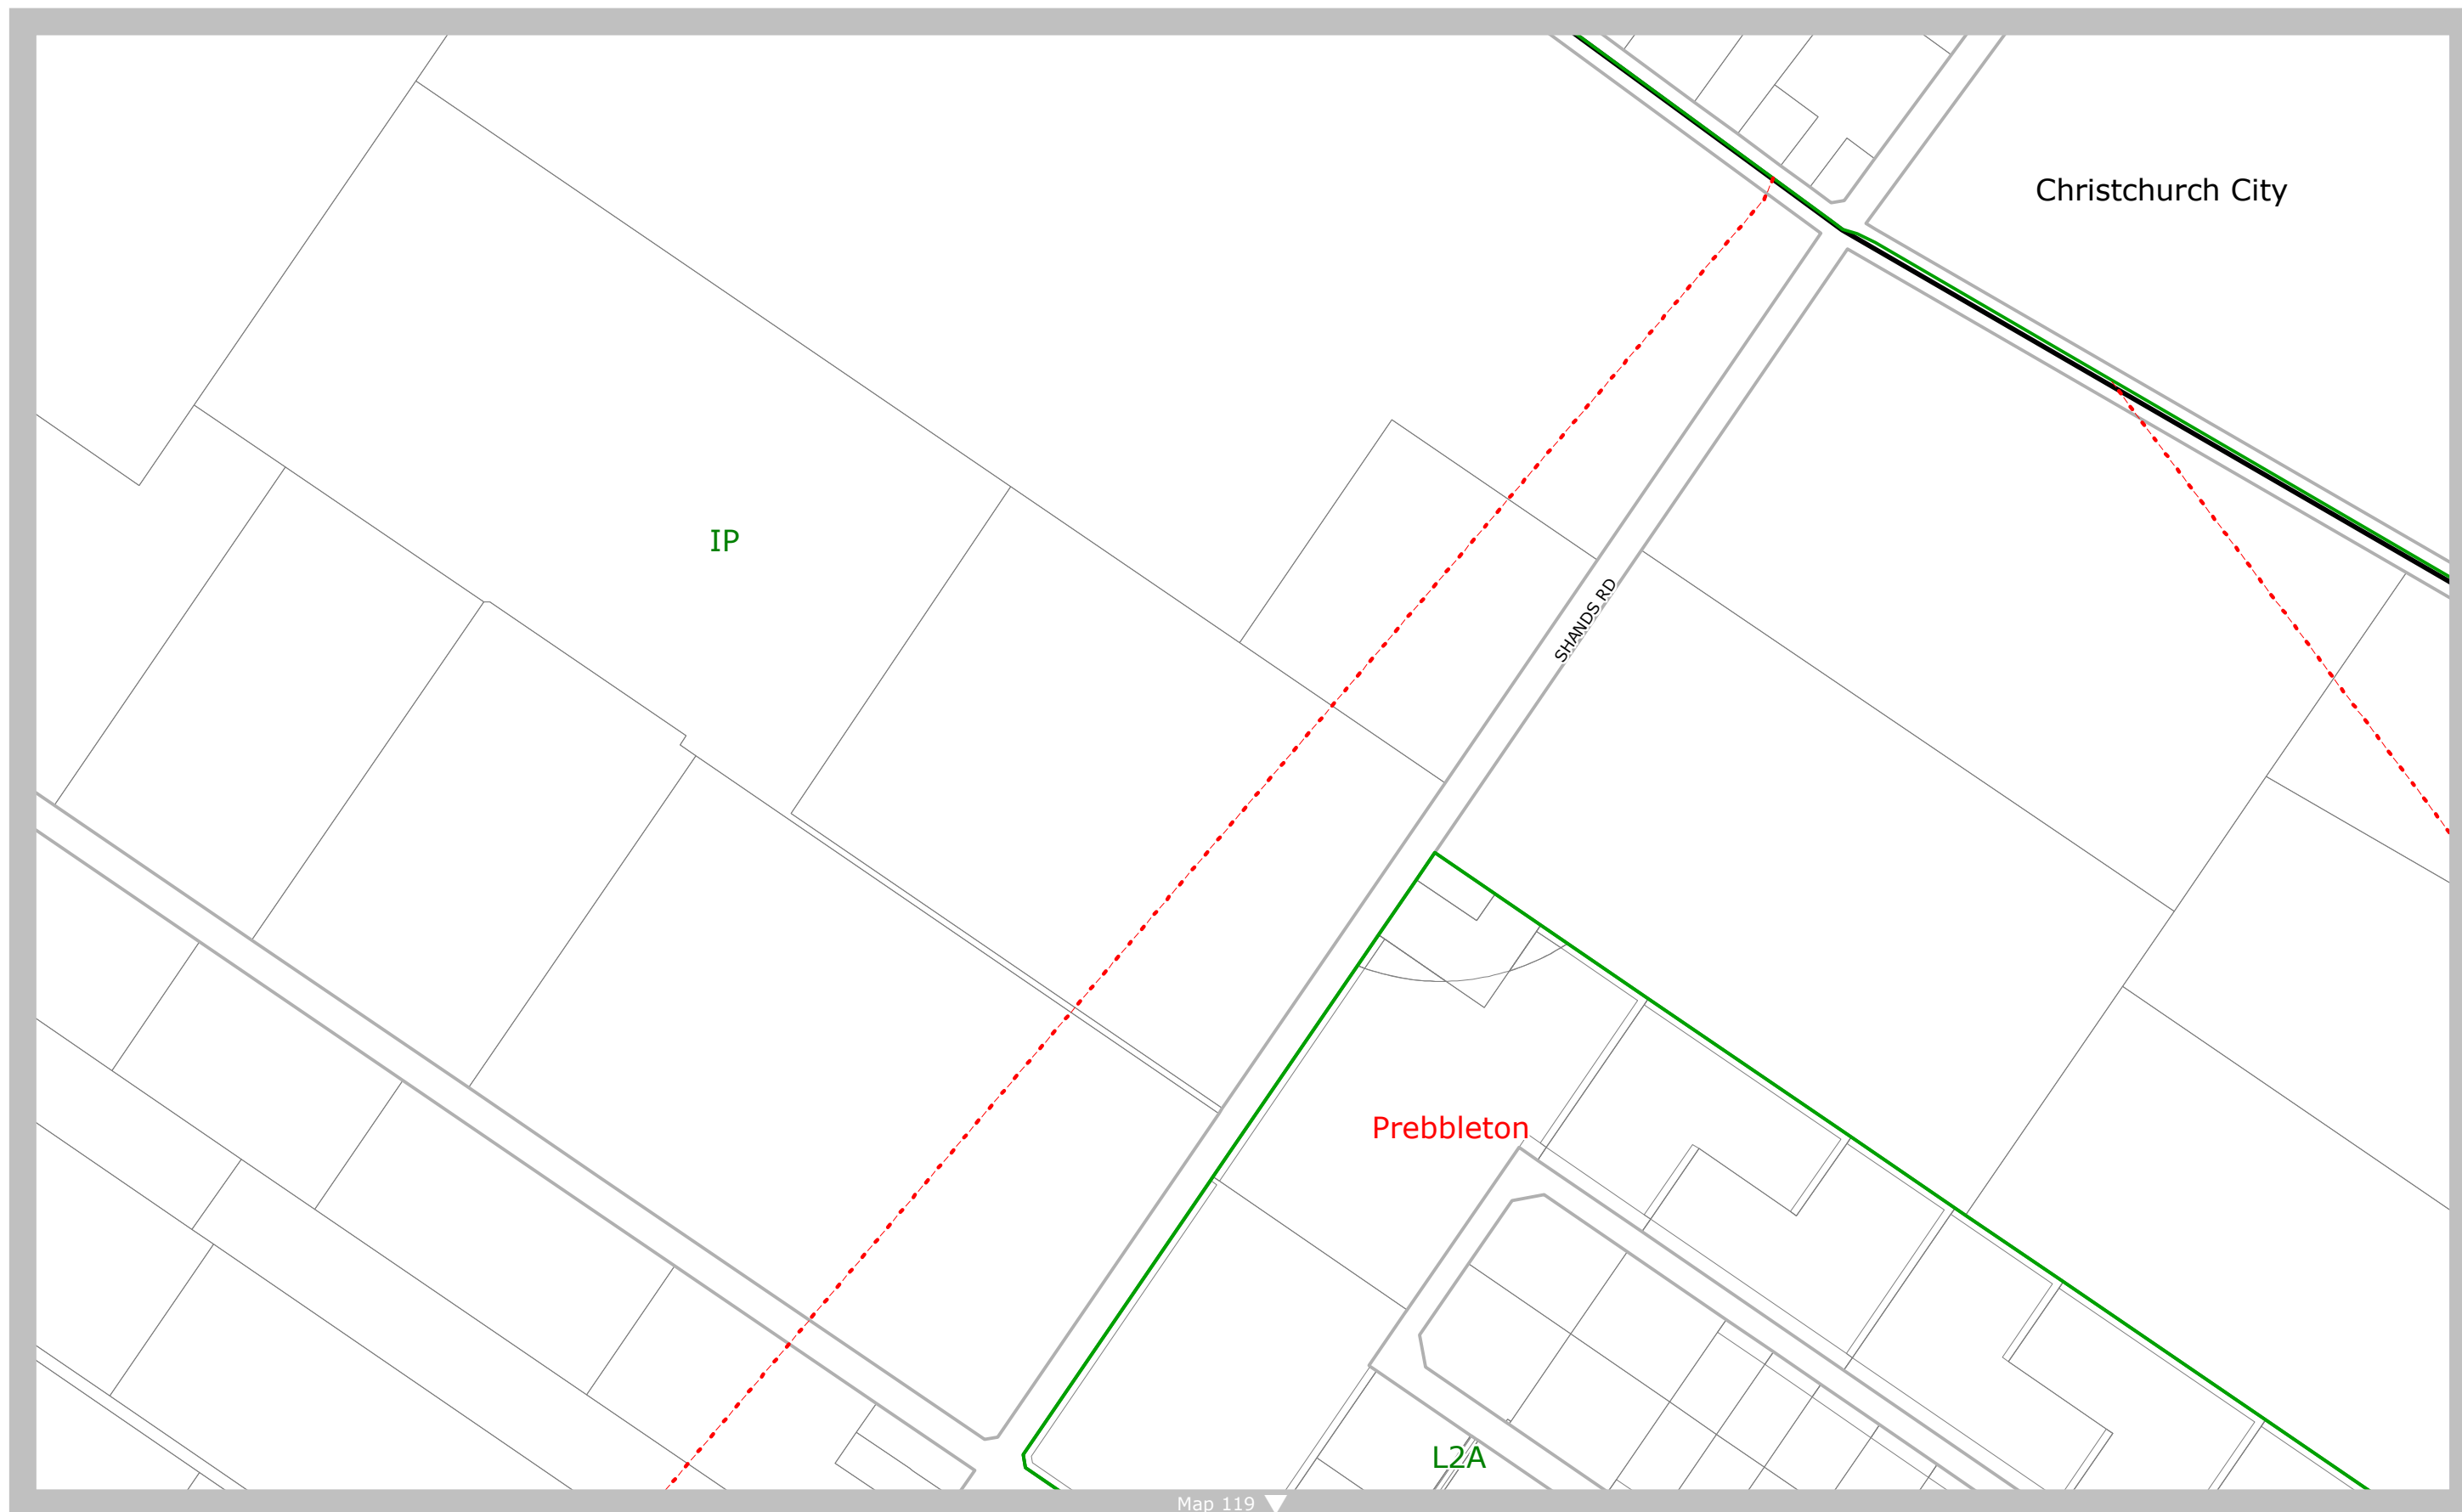 Christchurch City
IP
SHANDS RD
Prebbleton
L2A
Map 119